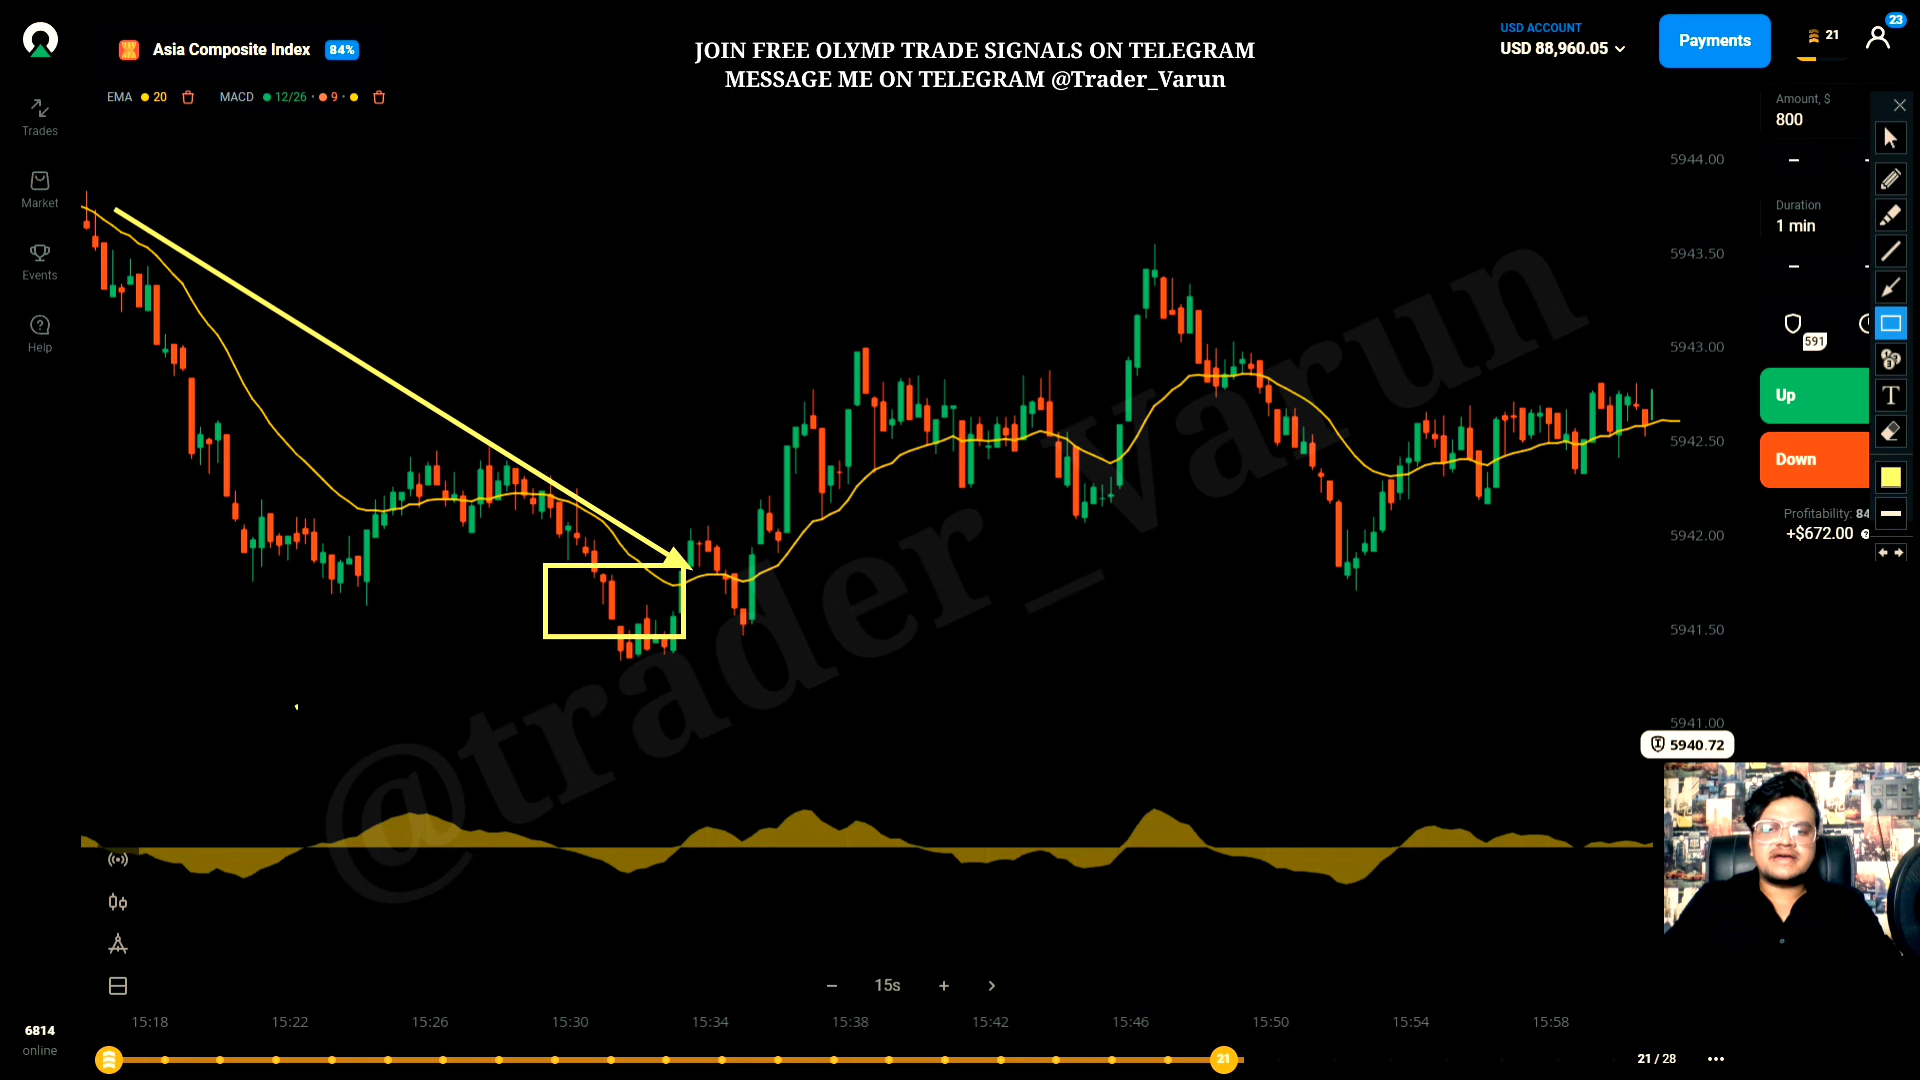 Asia Composite Index 84%
JOIN FREE OLYMP TRADE SIGNALS ON TELEGRAM
MESSAGE ME ON TELEGRAM @Trader_Varun
USD ACCOUNT
USD 88,960.05
Payments
21
23
EMA 20 MACD 12/26 · 9 ·
Trades
Market
Events
Help
Amount, $
800
Duration
1 min
591
Up
Down
Profitability: 84
+$672.00
T
5944.00
5943.50
5943.00
5942.50
5942.00
5941.50
5941.00
5940.72
@trader_varun
15s
15:18 15:22 15:26 15:30 15:34 15:38 15:42 15:46 15:50 15:54 15:58
6814
online
21
21 / 28